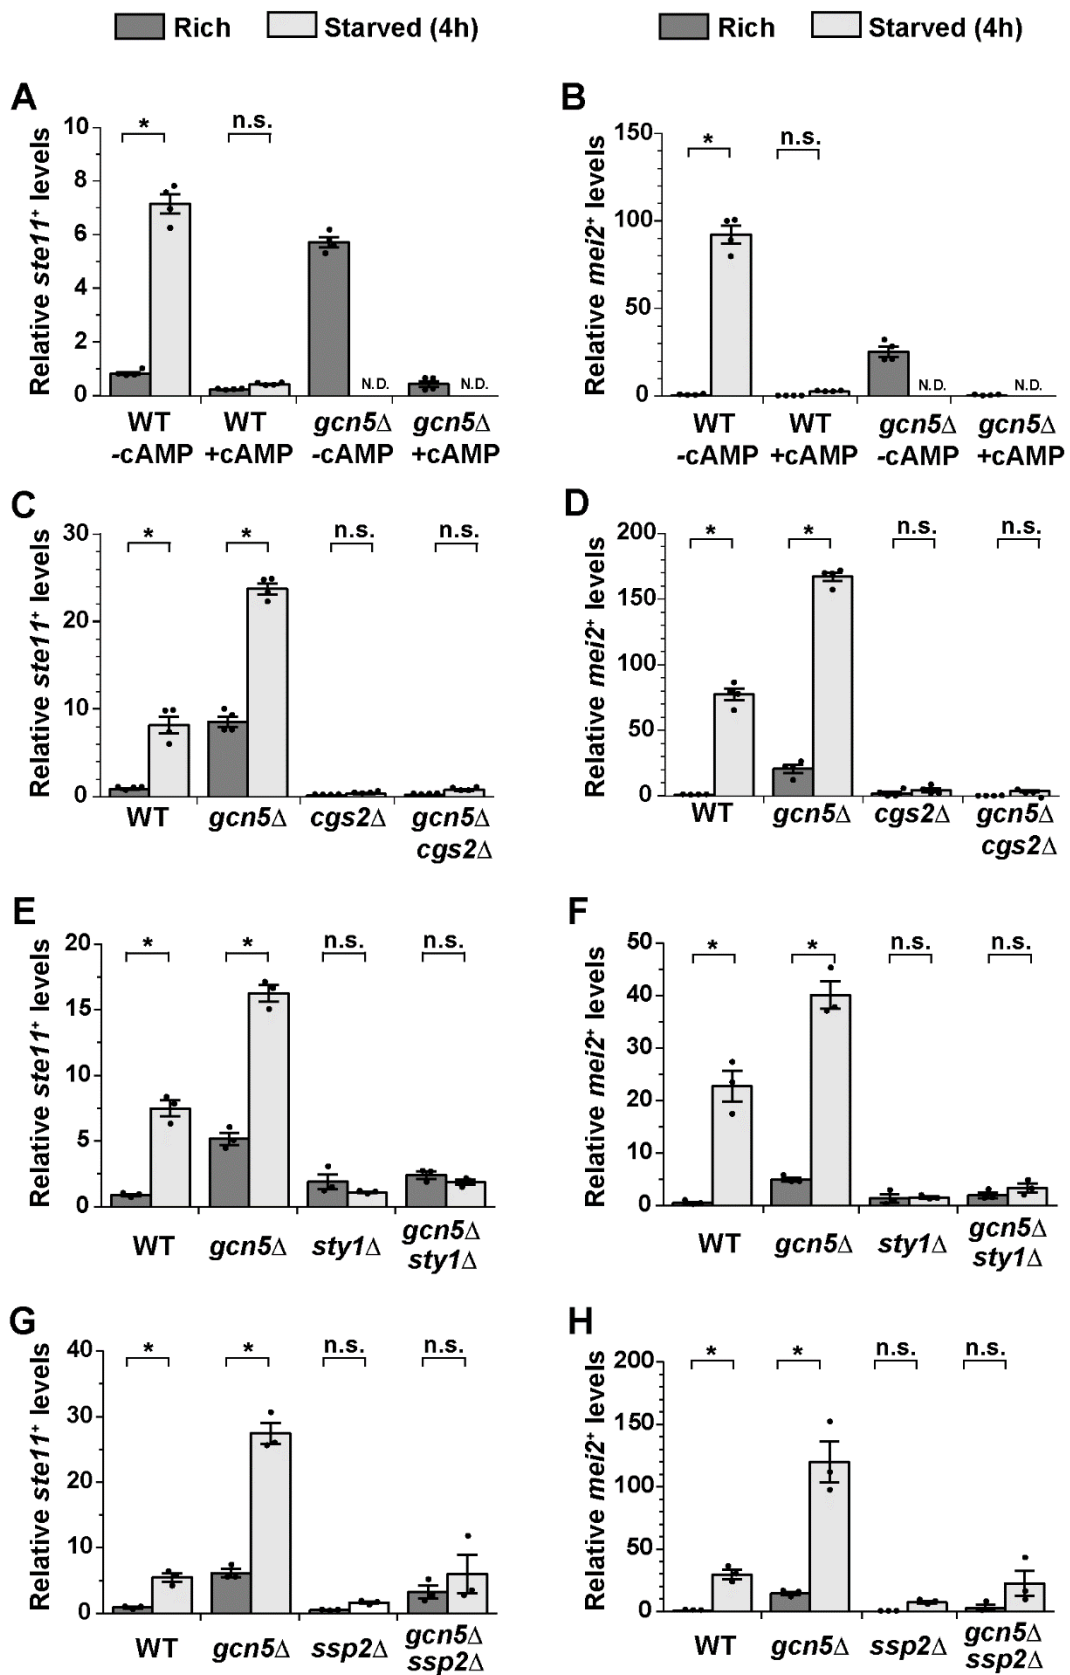 Rich Starved (4h) Rich Starved (4h)
A
Relative ste11⁺ levels
10
8
6
4
2
0
* n.s.
N.D. N.D.
WT WT gcn5Δ gcn5Δ
-cAMP +cAMP -cAMP +cAMP
B
Relative mei2⁺ levels
150
100
50
0
* n.s.
N.D. N.D.
WT WT gcn5Δ gcn5Δ
-cAMP +cAMP -cAMP +cAMP
C
Relative ste11⁺ levels
30
20
10
0
* * n.s. n.s.
WT gcn5Δ cgs2Δ gcn5Δ
cgs2Δ
D
Relative mei2⁺ levels
200
150
100
50
0
* * n.s. n.s.
WT gcn5Δ cgs2Δ gcn5Δ
cgs2Δ
E
Relative ste11⁺ levels
20
15
10
5
0
* * n.s. n.s.
WT gcn5Δ sty1Δ gcn5Δ
sty1Δ
F
Relative mei2⁺ levels
50
40
30
20
10
0
* * n.s. n.s.
WT gcn5Δ sty1Δ gcn5Δ
sty1Δ
G
Relative ste11⁺ levels
40
30
20
10
0
* * n.s. n.s.
WT gcn5Δ ssp2Δ gcn5Δ
ssp2Δ
H
Relative mei2⁺ levels
200
150
100
50
0
* * n.s. n.s.
WT gcn5Δ ssp2Δ gcn5Δ
ssp2Δ